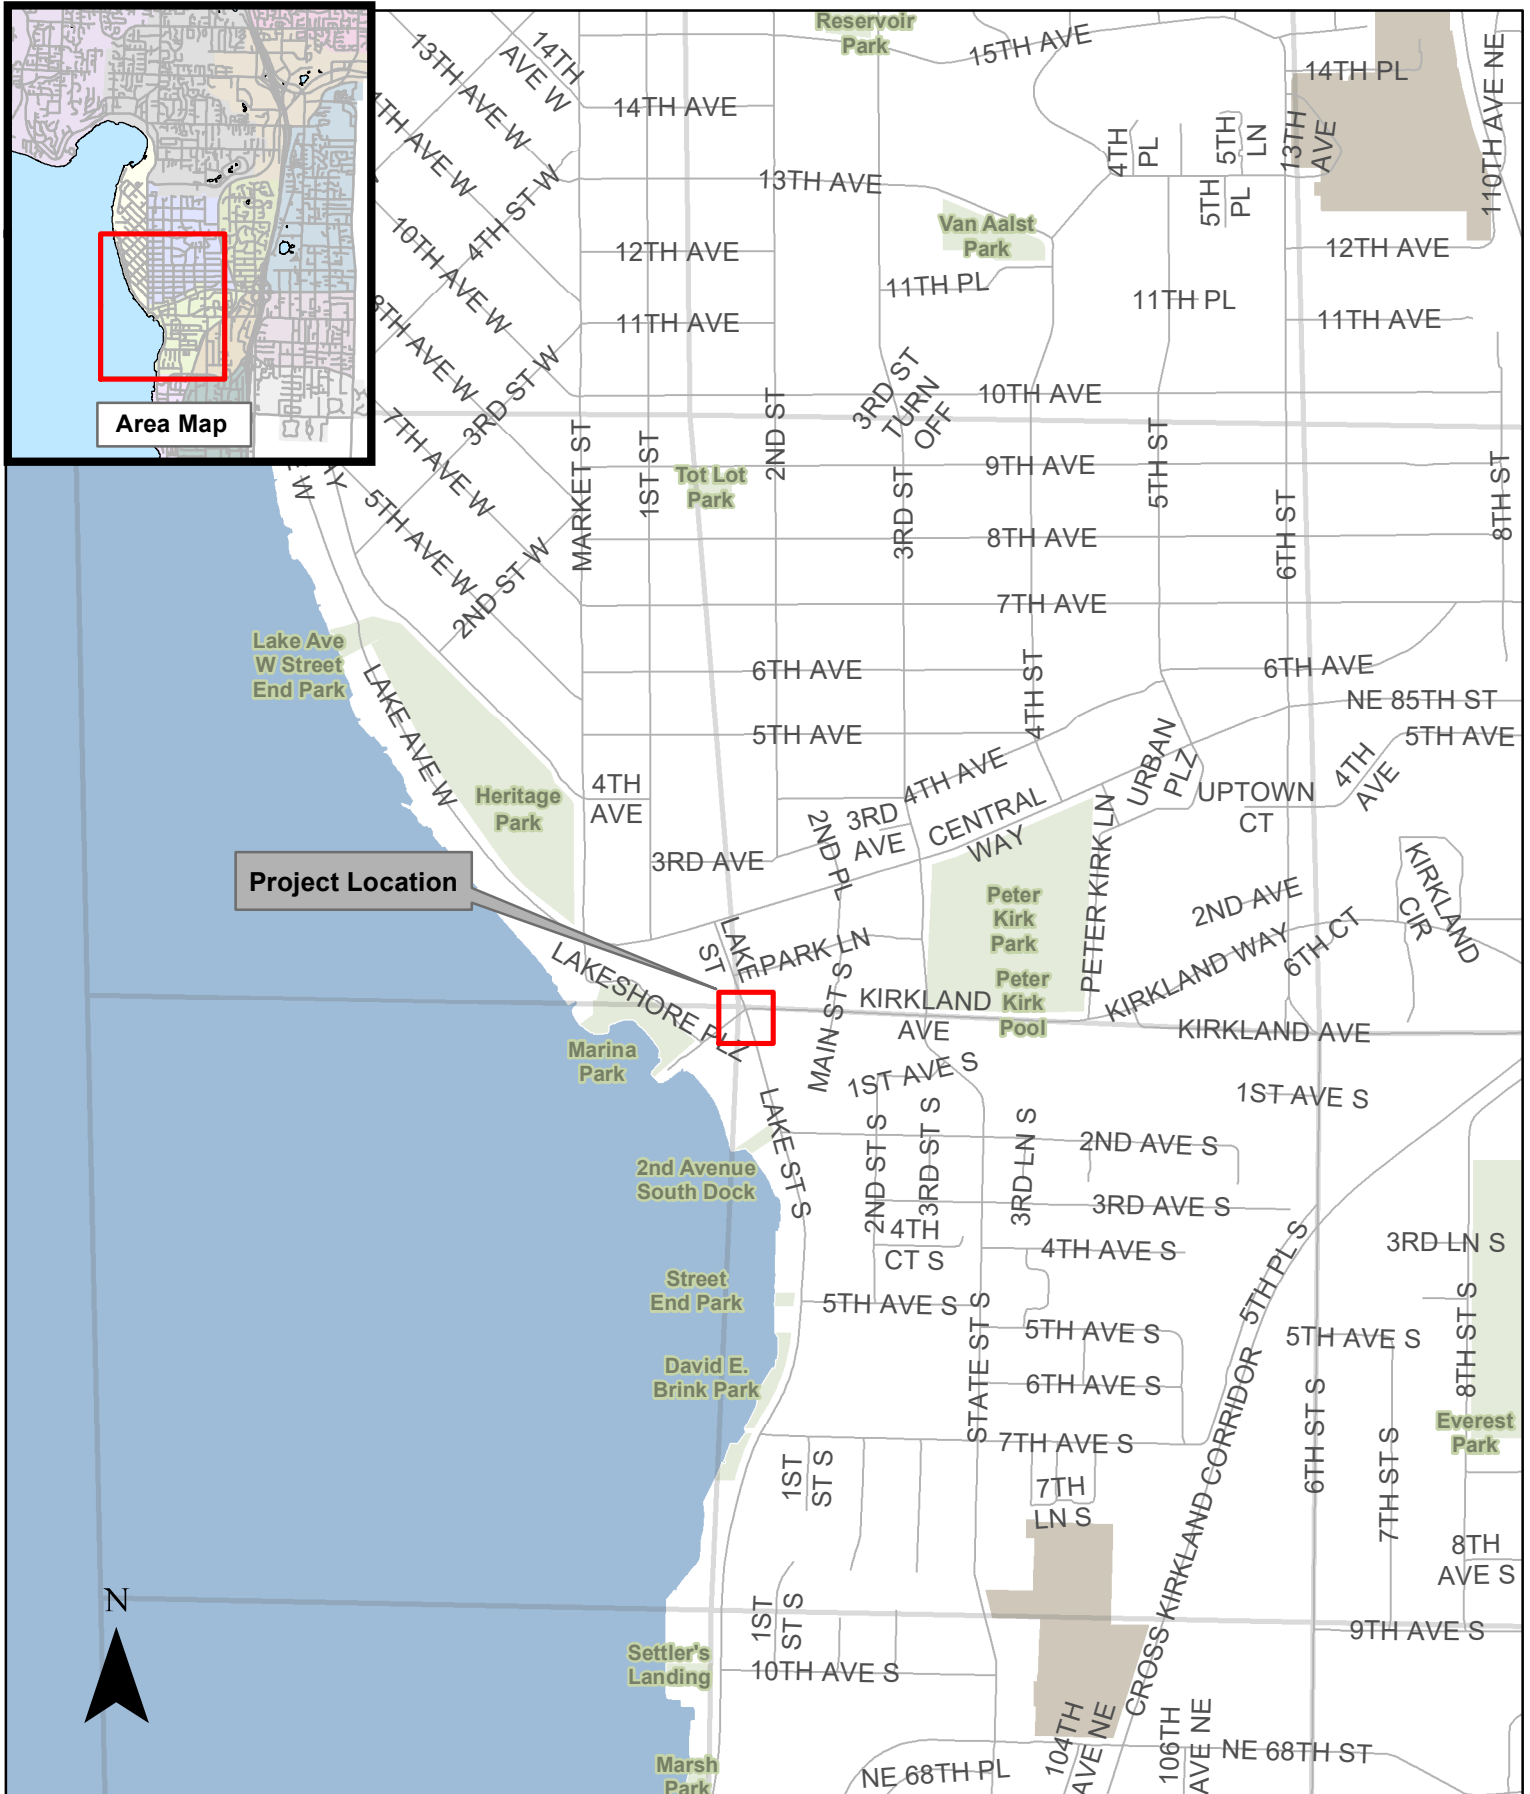 Reservoir
Park
15TH AVE
14TH
AVE W
13TH AVE W
14TH PL
110TH AVE NE
14TH AVE
1TH AVE W
4TH
PL
5TH
LN
13TH
AVE
13TH AVE
4TH ST W
5TH
PL
Van Aalst
Park
10TH AVE W
12TH AVE
12TH AVE
11TH PL
11TH PL
8TH AVE W
11TH AVE
11TH AVE
3RD ST W
3RD ST
TURN
OFF
10TH AVE
Area Map
7TH AVE W
MARKET ST
1ST ST
2ND ST
5TH ST
9TH AVE
Tot Lot
Park
8TH ST
E W
HY
5TH AVE W
3RD ST
6TH ST
8TH AVE
2ND ST W
7TH AVE
Lake Ave
W Street
End Park
6TH AVE
4TH ST
6TH AVE
LAKE AVE W
NE 85TH ST
5TH AVE
5TH AVE
URBAN
PLZ
4TH
AVE
4TH
AVE
4TH AVE
UPTOWN
CT
Heritage
Park
2ND PL
3RD
AVE
CENTRAL
WAY
PETER KIRK LN
3RD AVE
KIRKLAND
CIR
Project Location
Peter
Kirk
Park
2ND AVE
LAKE
ST
PARK LN
KIRKLAND WAY
6TH CT
LAKESHORE PL
V
MAIN ST S
Peter
Kirk
Pool
KIRKLAND
AVE
KIRKLAND AVE
Marina
Park
1ST AVE S
1ST AVE S
LAKE ST S
2ND ST S
3RD ST S
3RD LN S
2ND AVE S
2nd Avenue
South Dock
3RD AVE S
4TH
CT S
4TH AVE S
5TH PL S
3RD LN S
Street
End Park
5TH AVE S
STATE ST S
5TH AVE S
5TH AVE S
8TH ST S
David E.
Brink Park
6TH AVE S
6TH ST S
Everest
Park
7TH AVE S
7TH ST S
1ST
ST S
7TH
LN S
CROSS KIRKLAND CORRIDOR
8TH
AVE S
N
1ST
ST S
9TH AVE S
Settler's
Landing
10TH AVE S
104TH
AVE NE
106TH
AVE NE
NE 68TH ST
Marsh
Park
NE 68TH PL